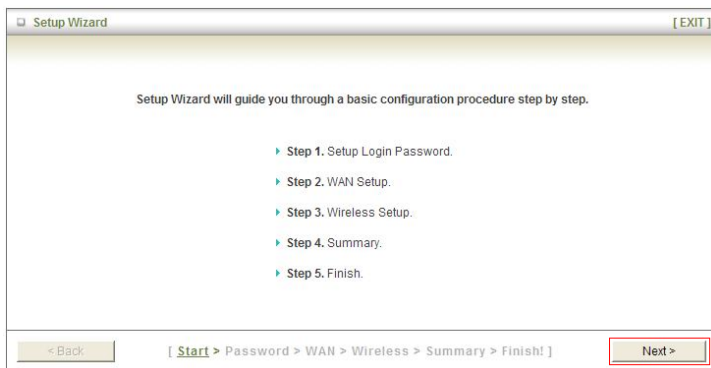 Setup Wizard [ EXIT ]
Setup Wizard will guide you through a basic configuration procedure step by step.
Step 1. Setup Login Password.
Step 2. WAN Setup.
Step 3. Wireless Setup.
Step 4. Summary.
Step 5. Finish.
< Back [ Start > Password > WAN > Wireless > Summary > Finish! ] Next >